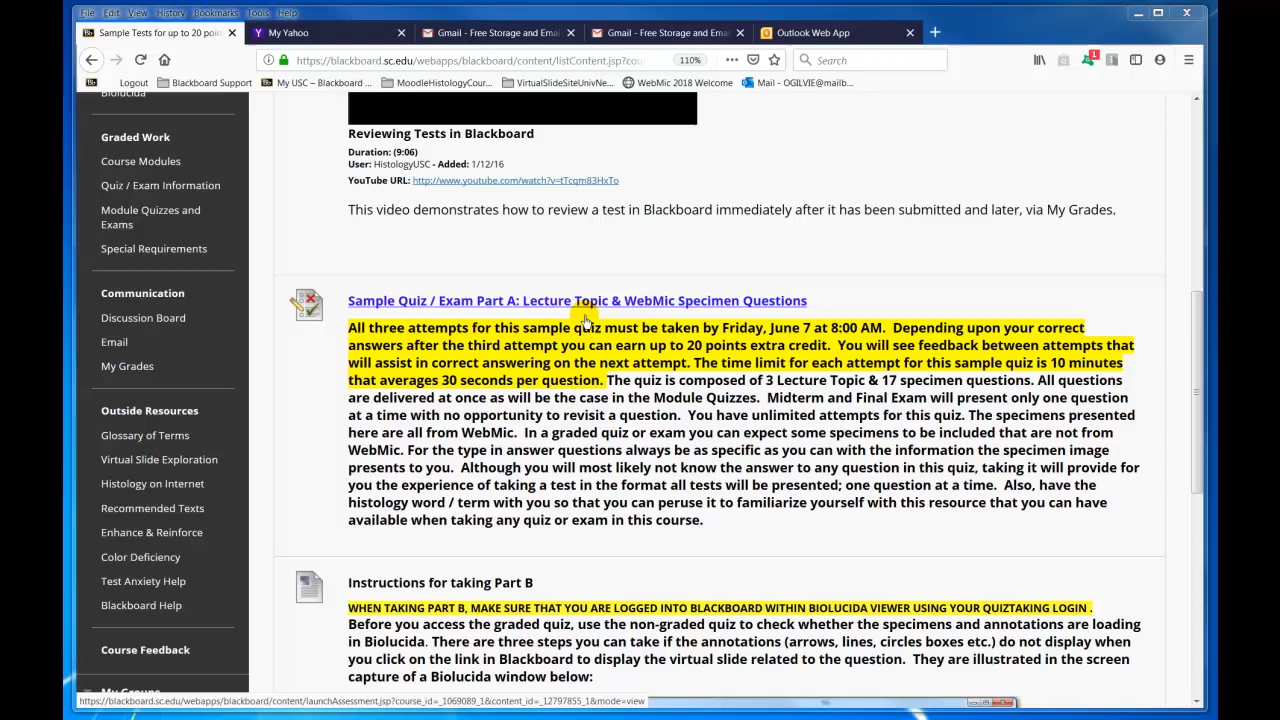 File Edit View History Bookmarks Tools Help
Sample Tests for up to 20 poin
My Yahoo
Gmail - Free Storage and Emai
Gmail - Free Storage and Emai
Outlook Web App
https://blackboard.sc.edu/webapps/blackboard/content/listContent.jsp?cou
110%
Search
1
Logout
Blackboard Support
My USC – Blackboard ...
MoodleHistologyCour...
VirtualSlideSiteUnivNe...
WebMic 2018 Welcome
Mail - OGILVIE@mailb...
Biolucida
Graded Work
Course Modules
Quiz / Exam Information
Module Quizzes and
Exams
Special Requirements
Communication
Discussion Board
Email
My Grades
Outside Resources
Glossary of Terms
Virtual Slide Exploration
Histology on Internet
Recommended Texts
Enhance & Reinforce
Color Deficiency
Test Anxiety Help
Blackboard Help
Course Feedback
My Groups
Reviewing Tests in Blackboard
Duration: (9:06)
User: HistologyUSC - Added: 1/12/16
YouTube URL: http://www.youtube.com/watch?v=tTcqm83HxTo
This video demonstrates how to review a test in Blackboard immediately after it has been submitted and later, via My Grades.
Sample Quiz / Exam Part A: Lecture Topic & WebMic Specimen Questions
All three attempts for this sample quiz must be taken by Friday, June 7 at 8:00 AM. Depending upon your correct
answers after the third attempt you can earn up to 20 points extra credit. You will see feedback between attempts that
will assist in correct answering on the next attempt. The time limit for each attempt for this sample quiz is 10 minutes
that averages 30 seconds per question. The quiz is composed of 3 Lecture Topic & 17 specimen questions. All questions
are delivered at once as will be the case in the Module Quizzes. Midterm and Final Exam will present only one question
at a time with no opportunity to revisit a question. You have unlimited attempts for this quiz. The specimens presented
here are all from WebMic. In a graded quiz or exam you can expect some specimens to be included that are not from
WebMic. For the type in answer questions always be as specific as you can with the information the specimen image
presents to you. Although you will most likely not know the answer to any question in this quiz, taking it will provide for
you the experience of taking a test in the format all tests will be presented; one question at a time. Also, have the
histology word / term with you so that you can peruse it to familiarize yourself with this resource that you can have
available when taking any quiz or exam in this course.
Instructions for taking Part B
WHEN TAKING PART B, MAKE SURE THAT YOU ARE LOGGED INTO BLACKBOARD WITHIN BIOLUCIDA VIEWER USING YOUR QUIZTAKING LOGIN .
Before you access the graded quiz, use the non-graded quiz to check whether the specimens and annotations are loading
in Biolucida. There are three steps you can take if the annotations (arrows, lines, circles boxes etc.) do not display when
you click on the link in Blackboard to display the virtual slide related to the question. They are illustrated in the screen
capture of a Biolucida window below:
https://blackboard.sc.edu/webapps/blackboard/content/launchAssessment.jsp?course_id=_1069089_1&content_id=_12797855_1&mode=view